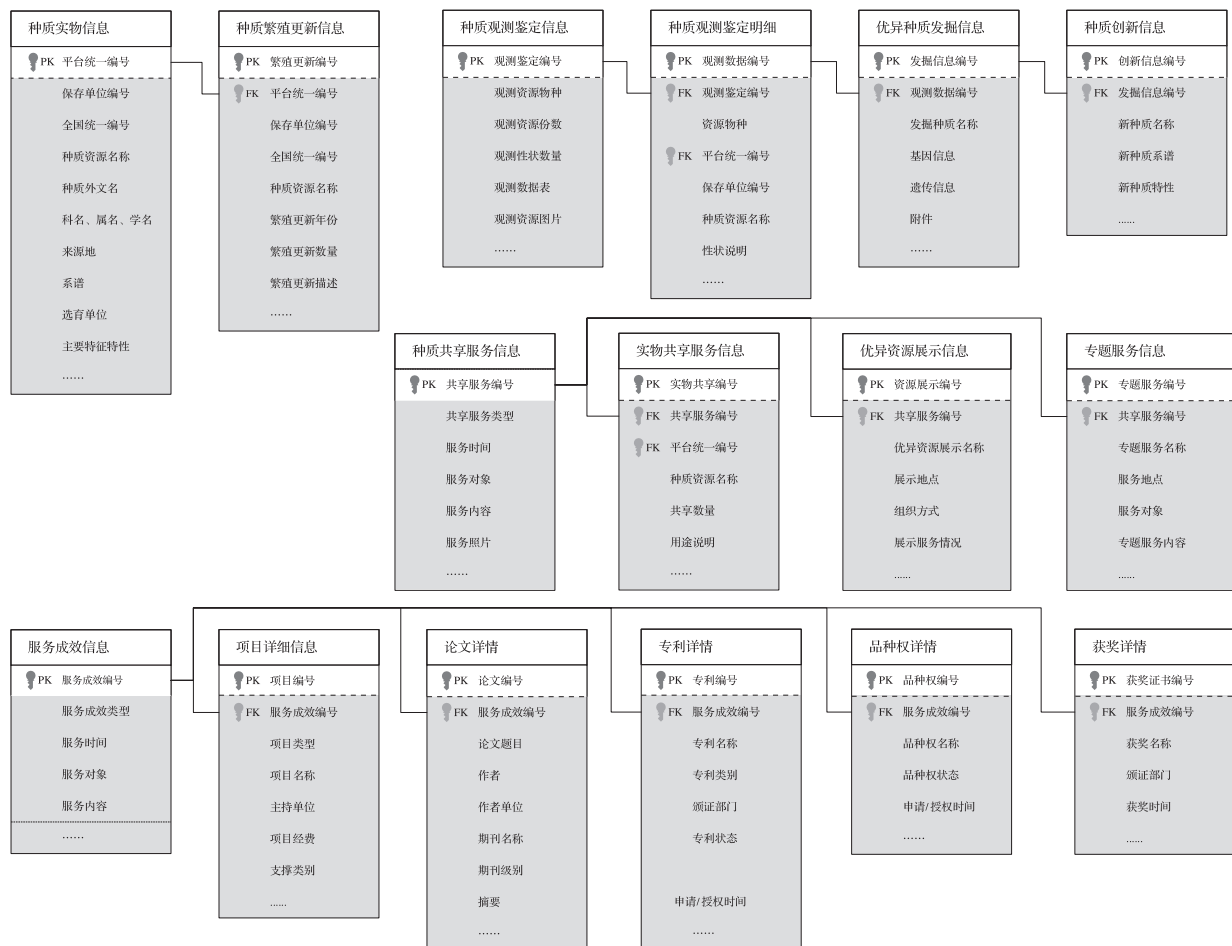 种质实物信息
PK 平台统一编号
保存单位编号
全国统一编号
种质资源名称
种质外文名
科名、属名、学名
来源地
系谱
选育单位
主要特征特性
……
种质繁殖更新信息
PK 繁殖更新编号
FK 平台统一编号
保存单位编号
全国统一编号
种质资源名称
繁殖更新年份
繁殖更新数量
繁殖更新描述
……
种质观测鉴定信息
PK 观测鉴定编号
观测资源物种
观测资源份数
观测性状数量
观测数据表
观测资源图片
……
种质观测鉴定明细
PK 观测数据编号
FK 观测鉴定编号
资源物种
FK 平台统一编号
保存单位编号
种质资源名称
性状说明
……
优异种质发掘信息
PK 发掘信息编号
FK 观测数据编号
发掘种质名称
基因信息
遗传信息
附件
……
种质创新信息
PK 创新信息编号
FK 发掘信息编号
新种质名称
新种质系谱
新种质特性
......
种质共享服务信息
PK 共享服务编号
共享服务类型
服务时间
服务对象
服务内容
服务照片
……
实物共享服务信息
PK 实物共享编号
FK 共享服务编号
FK 平台统一编号
种质资源名称
共享数量
用途说明
……
优异资源展示信息
PK 资源展示编号
FK 共享服务编号
优异资源展示名称
展示地点
组织方式
展示服务情况
......
专题服务信息
PK 专题服务编号
FK 共享服务编号
专题服务名称
服务地点
服务对象
专题服务内容
......
服务成效信息
PK 服务成效编号
服务成效类型
服务时间
服务对象
服务内容
……
项目详细信息
PK 项目编号
FK 服务成效编号
项目类型
项目名称
主持单位
项目经费
支撑类别
......
论文详情
PK 论文编号
FK 服务成效编号
论文题目
作者
作者单位
期刊名称
期刊级别
摘要
……
专利详情
PK 专利编号
FK 服务成效编号
专利名称
专利类别
颁证部门
专利状态
申请/授权时间
……
品种权详情
PK 品种权编号
FK 服务成效编号
品种权名称
品种权状态
申请/授权时间
……
获奖详情
PK 获奖证书编号
FK 服务成效编号
获奖名称
颁证部门
获奖时间
......